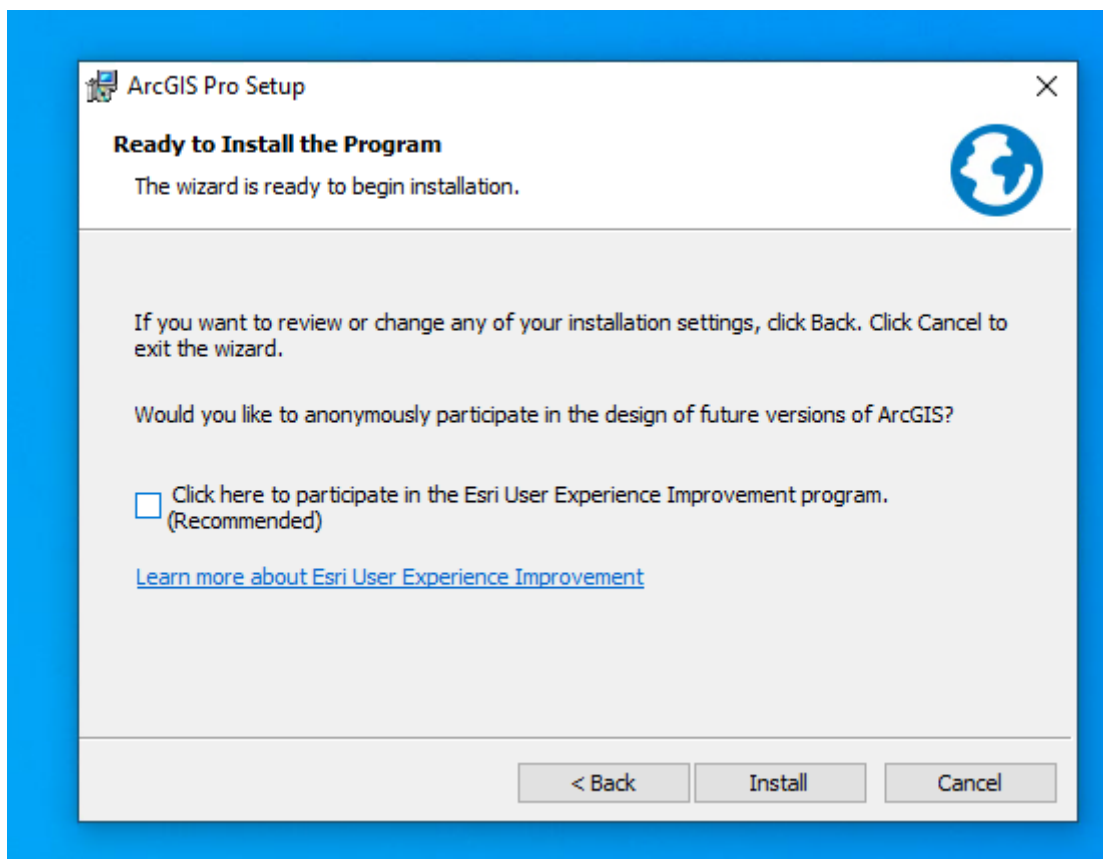 ArcGIS Pro Setup
Ready to Install the Program
The wizard is ready to begin installation.
If you want to review or change any of your installation settings, click Back. Click Cancel to
exit the wizard.
Would you like to anonymously participate in the design of future versions of ArcGIS?
Click here to participate in the Esri User Experience Improvement program.
(Recommended)
Learn more about Esri User Experience Improvement
< Back Install Cancel